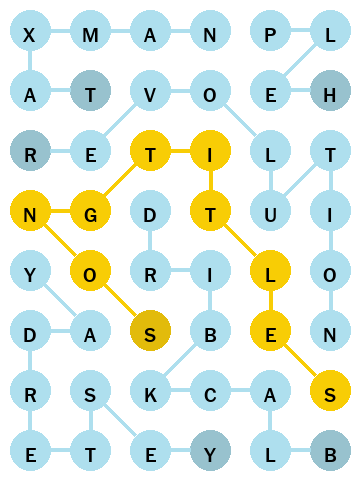 X M A N P L
A T V O E H
R E T I L T
N G D T U I
Y O R I L O
D A S B E N
R S K C A S
E T E Y L B